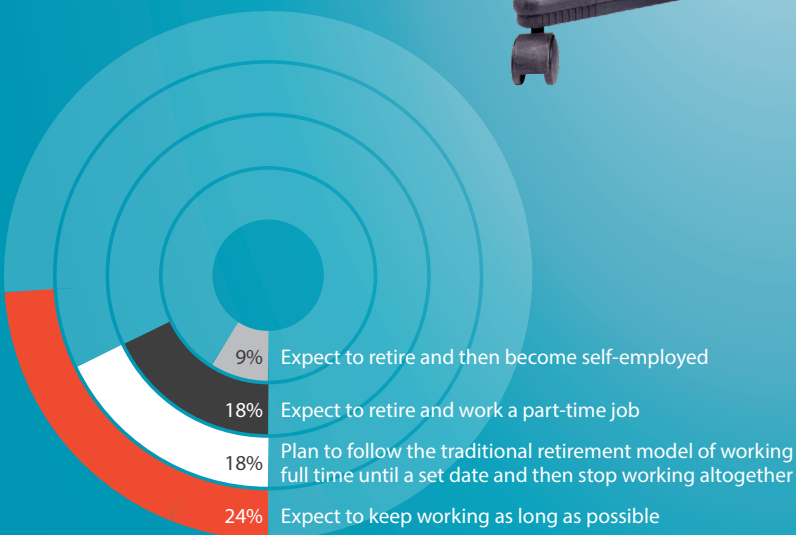 9% Expect to retire and then become self-employed
18% Expect to retire and work a part-time job
18% Plan to follow the traditional retirement model of working
full time until a set date and then stop working altogether
24% Expect to keep working as long as possible